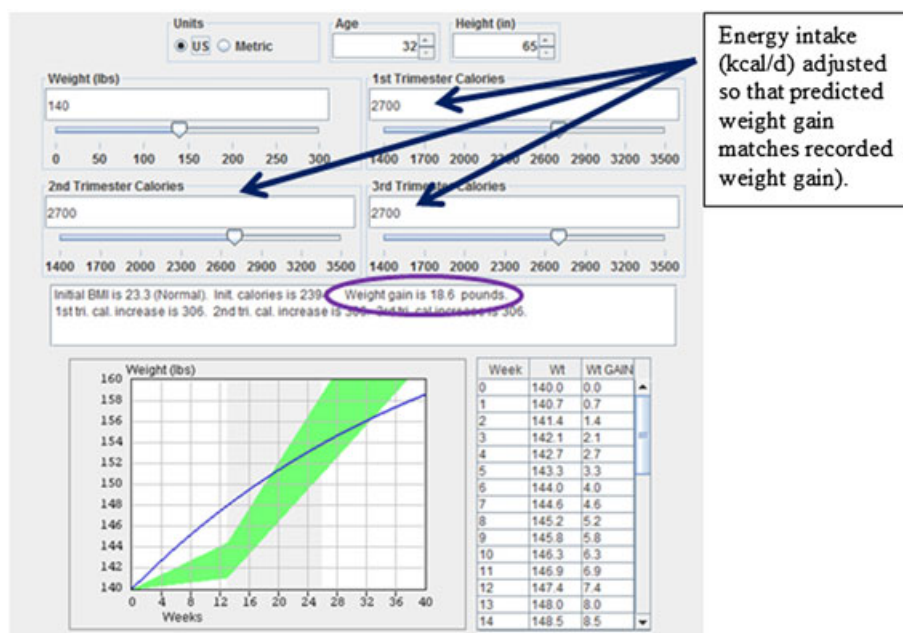 Units
US Metric
Age
32
Height (in)
65
Energy intake
(kcal/d) adjusted
so that predicted
weight gain
matches recorded
weight gain).
Weight (lbs)
140
0 50 100 150 200 250 300
1st Trimester Calories
2700
1400 1700 2000 2300 2600 2900 3200 3500
2nd Trimester Calories
2700
1400 1700 2000 2300 2600 2900 3200 3500
3rd Trimester Calories
2700
1400 1700 2000 2300 2600 2900 3200 3500
Initial BMI is 23.3 (Normal). Init. calories is 239 Weight gain is 18.6 pounds.
1st tri. cal. increase is 306. 2nd tri. cal. increase is 306 3rd tri. cal. increase is 306.
Weight (lbs)
160
158
156
154
152
150
148
146
144
142
140
0 4 8 12 16 20 24 28 32 36 40
Weeks
Week Wt Wt GAIN
0 140.0 0.0
1 140.7 0.7
2 141.4 1.4
3 142.1 2.1
4 142.7 2.7
5 143.3 3.3
6 144.0 4.0
7 144.6 4.6
8 145.2 5.2
9 145.8 5.8
10 146.3 6.3
11 146.9 6.9
12 147.4 7.4
13 148.0 8.0
14 148.5 8.5